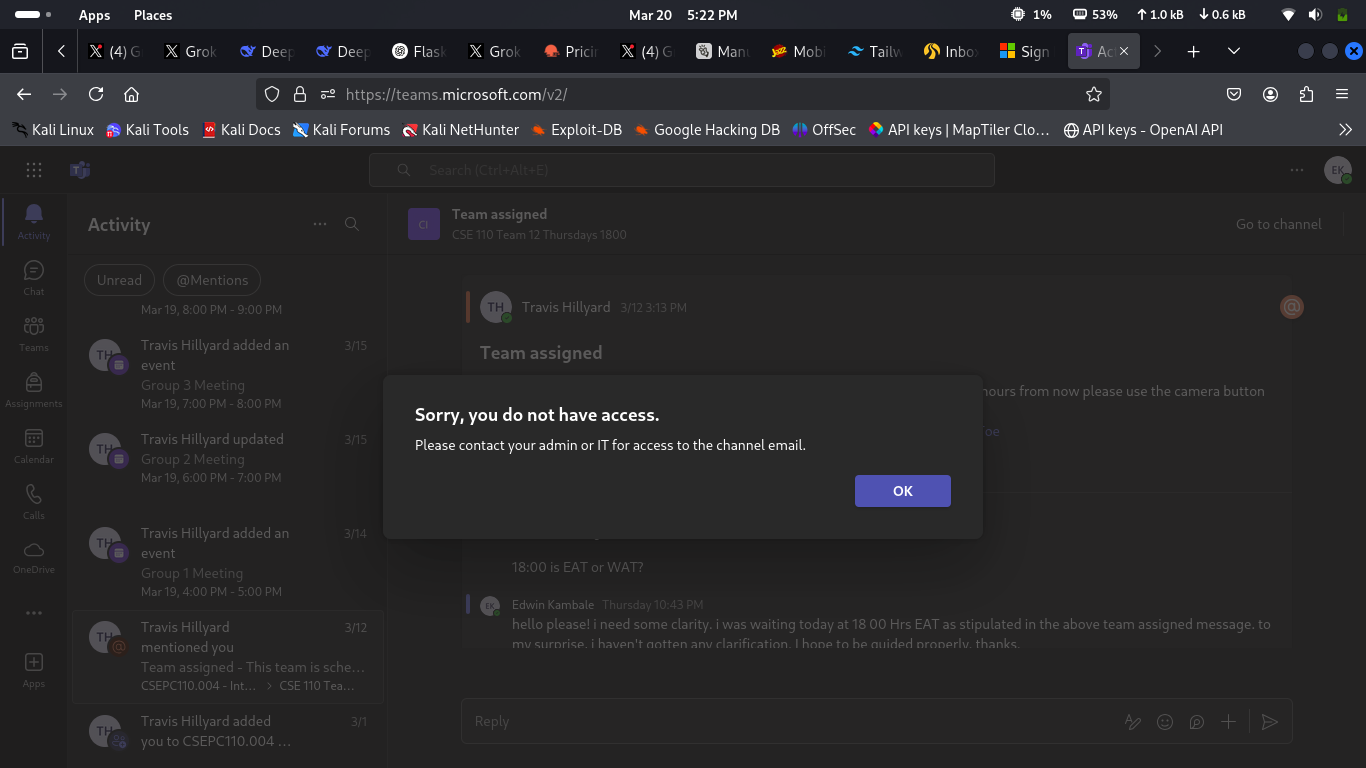 Apps Places Mar 20 5:22 PM 1% 53% 1.0 kB 0.6 kB
(4) G Grok Deep Deep Flask Grok Pricin (4) G Manu Mobi Tailw Inbo Sign Act
https://teams.microsoft.com/v2/
Kali Linux Kali Tools Kali Docs Kali Forums Kali NetHunter Exploit-DB Google Hacking DB OffSec API keys | MapTiler Clo… API keys - OpenAI API
Search (Ctrl+Alt+E) EK
Activity
Chat
Teams
Assignments
Calendar
Calls
OneDrive
Apps
Activity
Unread @Mentions
Mar 19, 8:00 PM - 9:00 PM
TH Travis Hillyard added an 3/15
event
Group 3 Meeting
Mar 19, 7:00 PM - 8:00 PM
TH Travis Hillyard updated 3/15
Group 2 Meeting
Mar 19, 6:00 PM - 7:00 PM
TH Travis Hillyard added an 3/14
event
Group 1 Meeting
Mar 19, 4:00 PM - 5:00 PM
TH Travis Hillyard 3/12
mentioned you
Team assigned - This team is sche…
CSEPC110.004 - Int… > CSE 110 Tea…
TH Travis Hillyard added 3/1
you to CSEPC110.004 …
CI Team assigned
CSE 110 Team 12 Thursdays 1800
Go to channel
TH Travis Hillyard 3/12 3:13 PM @
Team assigned
hours from now please use the camera button
Sorry, you do not have access.
Please contact your admin or IT for access to the channel email.
OK
18:00 is EAT or WAT?
EK Edwin Kambale Thursday 10:43 PM
hello please! i need some clarity. i was waiting today at 18 00 Hrs EAT as stipulated in the above team assigned message. to
my surprise, i haven't gotten any clarification. I hope to be guided properly. thanks.
Reply